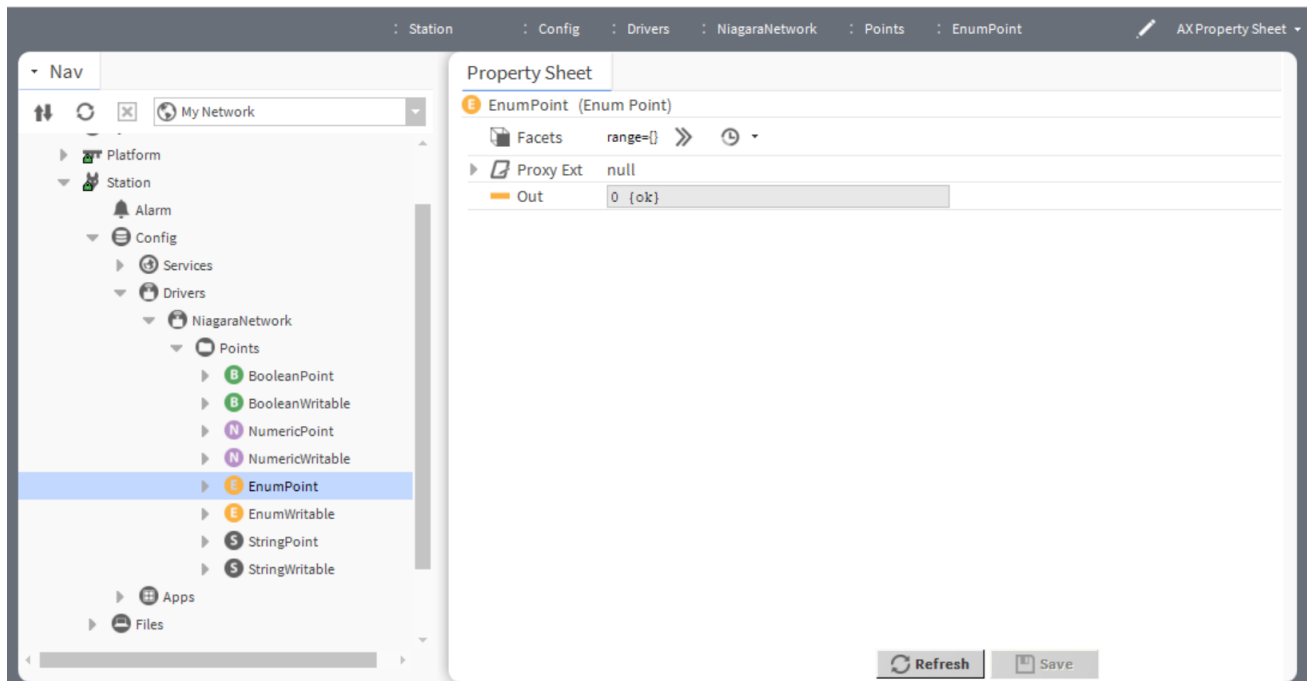 : Station : Config : Drivers : NiagaraNetwork : Points : EnumPoint AX Property Sheet
Nav
My Network
Platform
Station
Alarm
Config
Services
Drivers
NiagaraNetwork
Points
B BooleanPoint
B BooleanWritable
N NumericPoint
N NumericWritable
E EnumPoint
E EnumWritable
S StringPoint
S StringWritable
Apps
Files
Property Sheet
E EnumPoint (Enum Point)
Facets range={} »
Proxy Ext null
Out 0 {ok}
Refresh Save